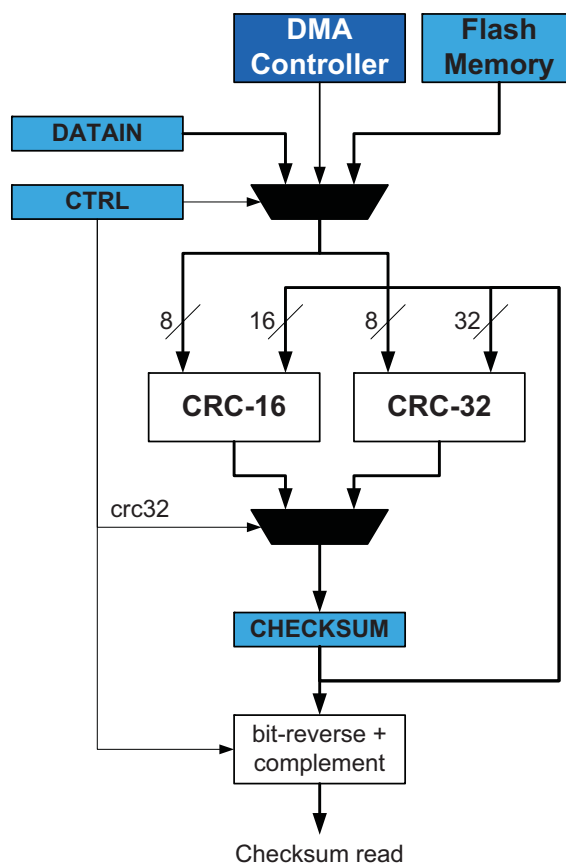 DMA
Controller
Flash
Memory
DATAIN
CTRL
8
16
8
32
CRC-16
CRC-32
crc32
CHECKSUM
bit-reverse +
complement
Checksum read